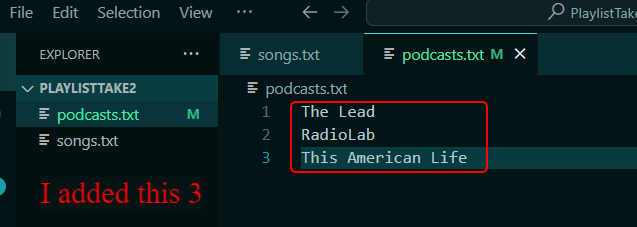 File Edit Selection View ... PlaylistTake
EXPLORER ... songs.txt podcasts.txt M
PLAYLISTTAKE2 podcasts.txt
podcasts.txt M
songs.txt
1 The Lead
2 RadioLab
3 This American Life
I added this 3